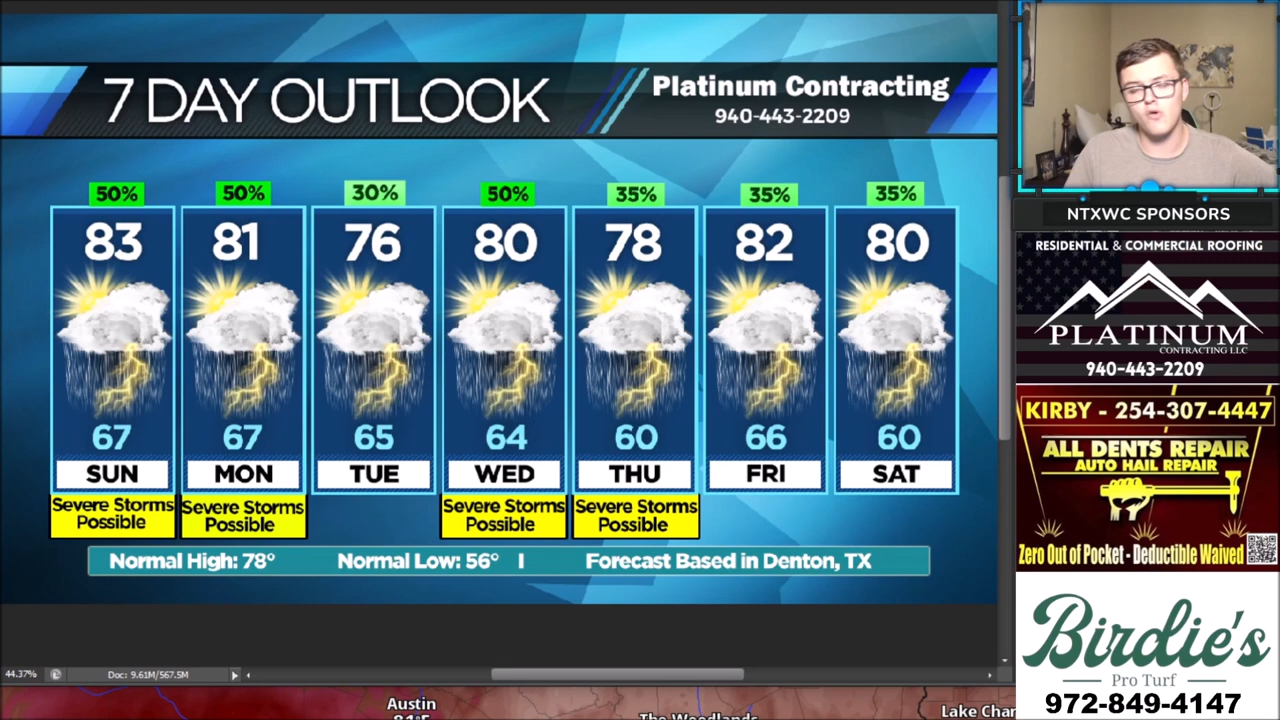 7 DAY OUTLOOK
Platinum Contracting
940-443-2209
50% 50% 30% 50% 35% 35% 35%
83 81 76 80 78 82 80
67 67 65 64 60 66 60
SUN MON TUE WED THU FRI SAT
Severe Storms Possible
Severe Storms Possible
Severe Storms Possible
Severe Storms Possible
Normal High: 78° Normal Low: 56° | Forecast Based in Denton, TX
44.37% Doc: 9.61M/567.5M
Austin
NTXWC SPONSORS
RESIDENTIAL & COMMERCIAL ROOFING
PLATINUM
CONTRACTING LLC
940-443-2209
KIRBY - 254-307-4447
ALL DENTS REPAIR
AUTO HAIL REPAIR
Zero Out of Pocket - Deductible Waived
Birdie's
Pro Turf
972-849-4147